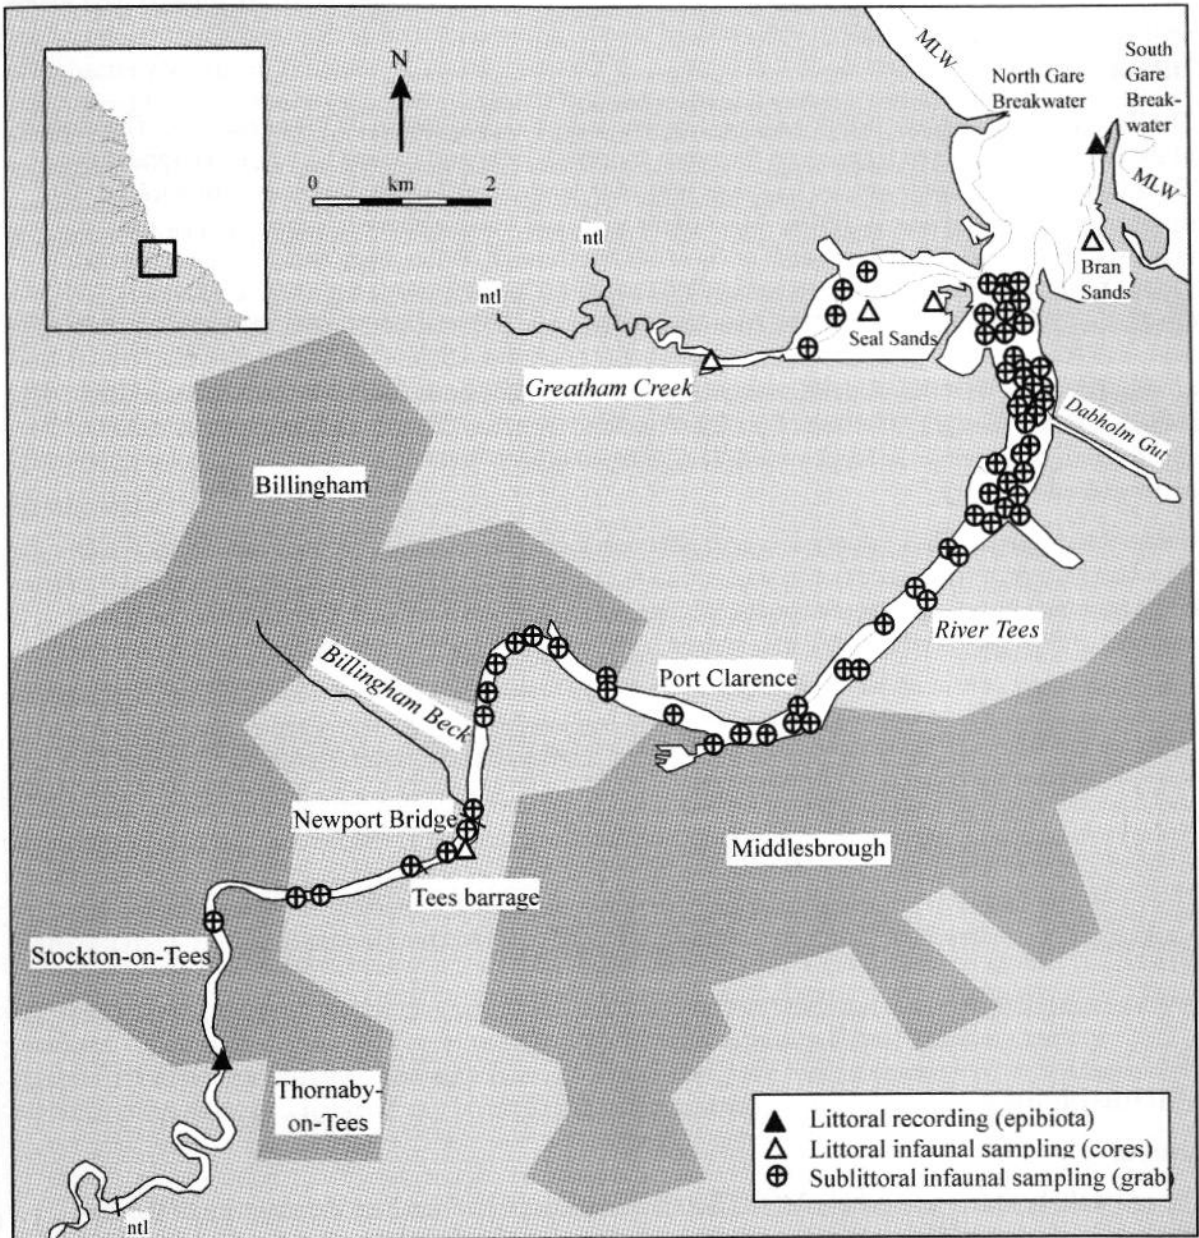 N
0 km 2
MLW
North Gare
Breakwater
South
Gare
Break-
water
MLW
ntl
ntl
Bran
Sands
Seal Sands
Greatham Creek
Dabholm Gut
Billingham
River Tees
Billingham Beck
Port Clarence
Newport Bridge
Middlesbrough
Tees barrage
Stockton-on-Tees
Thornaby-
on-Tees
ntl
Littoral recording (epibiota)
Littoral infaunal sampling (cores)
Sublittoral infaunal sampling (grab)